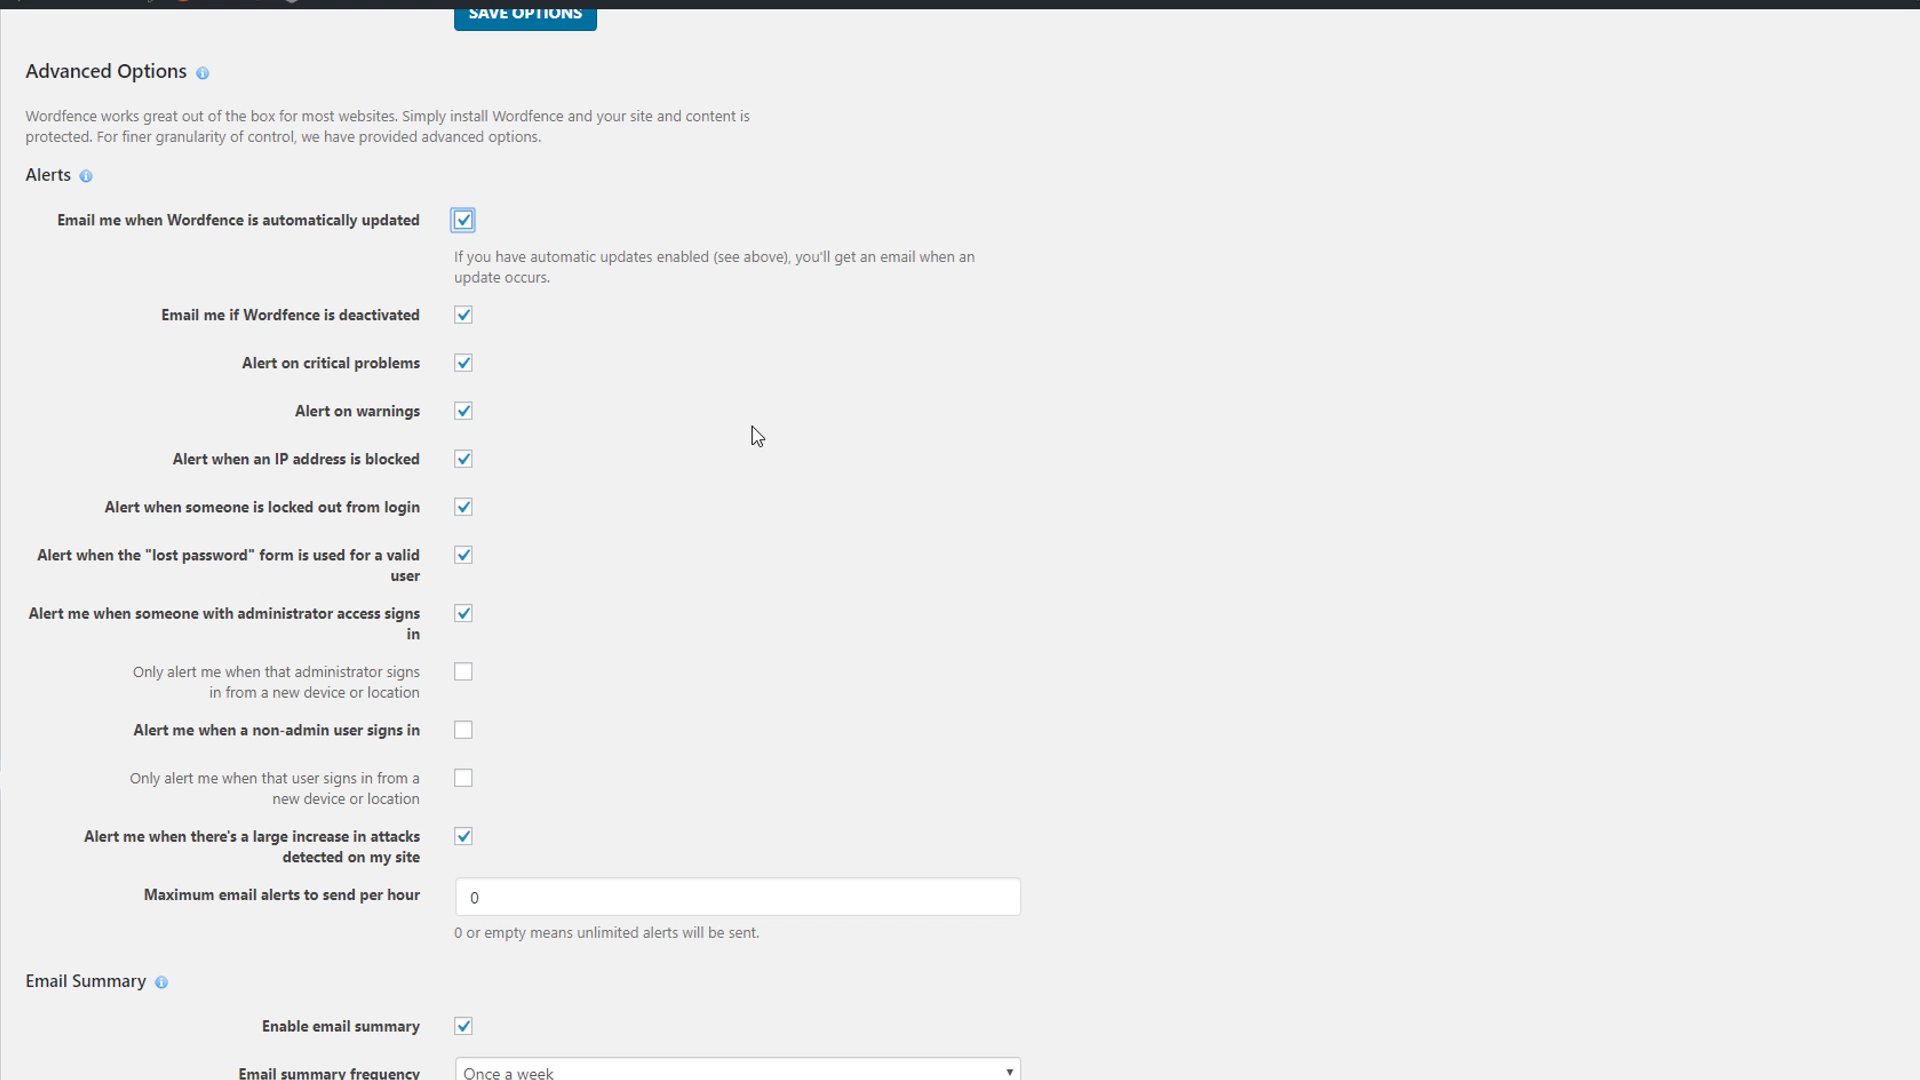 SAVE OPTIONS
Advanced Options
Wordfence works great out of the box for most websites. Simply install Wordfence and your site and content is
protected. For finer granularity of control, we have provided advanced options.
Alerts
Email me when Wordfence is automatically updated
If you have automatic updates enabled (see above), you'll get an email when an
update occurs.
Email me if Wordfence is deactivated
Alert on critical problems
Alert on warnings
Alert when an IP address is blocked
Alert when someone is locked out from login
Alert when the "lost password" form is used for a valid
user
Alert me when someone with administrator access signs
in
Only alert me when that administrator signs
in from a new device or location
Alert me when a non-admin user signs in
Only alert me when that user signs in from a
new device or location
Alert me when there's a large increase in attacks
detected on my site
Maximum email alerts to send per hour
0
0 or empty means unlimited alerts will be sent.
Email Summary
Enable email summary
Email summary frequency
Once a week